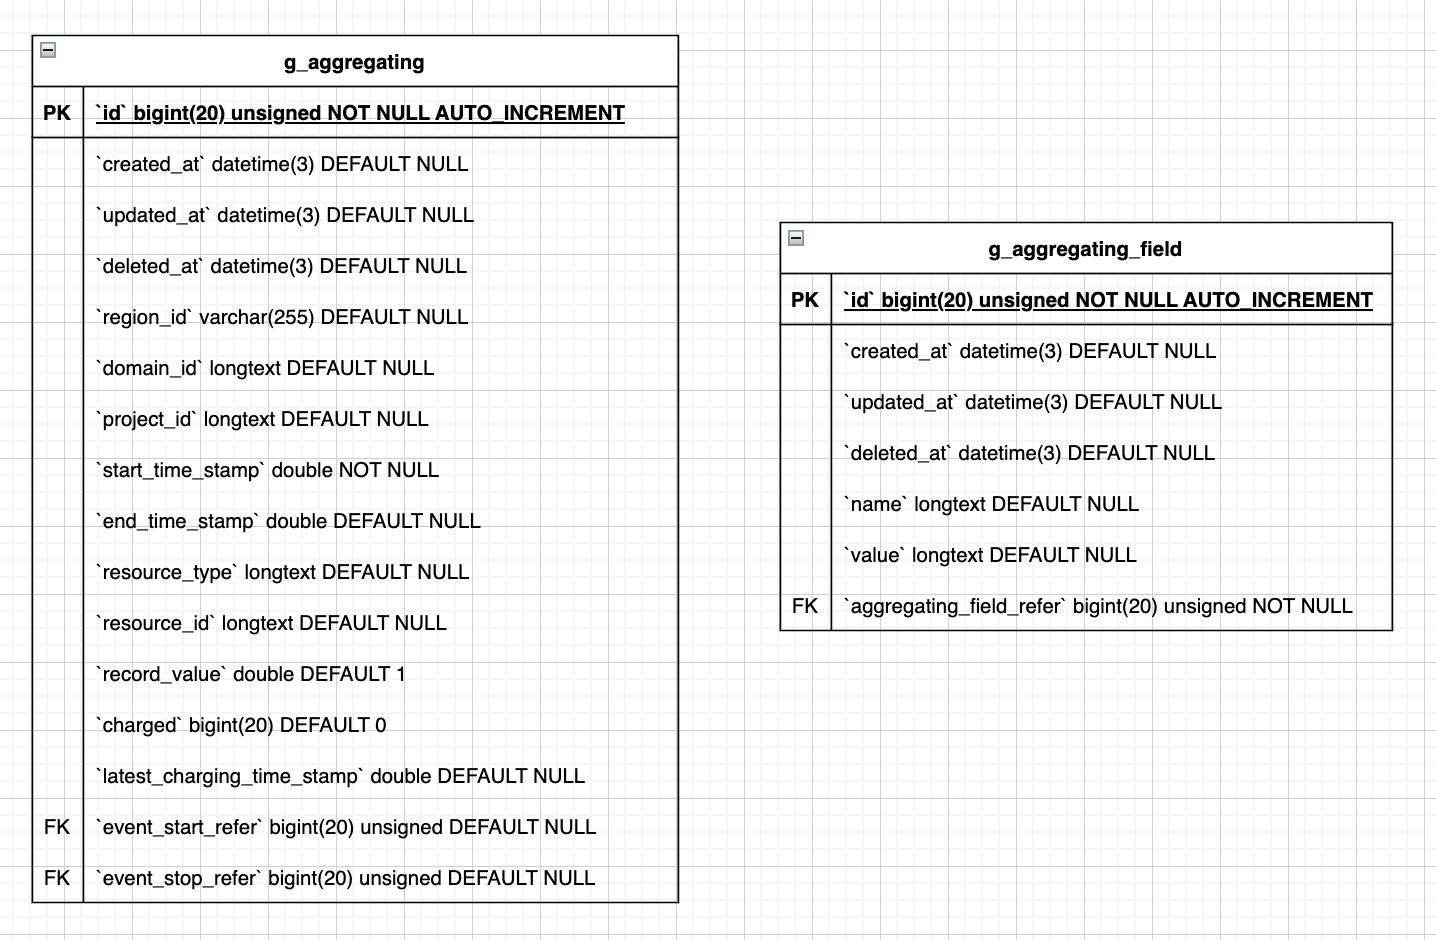 g_aggregating
PK `id` bigint(20) unsigned NOT NULL AUTO_INCREMENT
`created_at` datetime(3) DEFAULT NULL
`updated_at` datetime(3) DEFAULT NULL
`deleted_at` datetime(3) DEFAULT NULL
`region_id` varchar(255) DEFAULT NULL
`domain_id` longtext DEFAULT NULL
`project_id` longtext DEFAULT NULL
`start_time_stamp` double NOT NULL
`end_time_stamp` double DEFAULT NULL
`resource_type` longtext DEFAULT NULL
`resource_id` longtext DEFAULT NULL
`record_value` double DEFAULT 1
`charged` bigint(20) DEFAULT 0
`latest_charging_time_stamp` double DEFAULT NULL
FK `event_start_refer` bigint(20) unsigned DEFAULT NULL
FK `event_stop_refer` bigint(20) unsigned DEFAULT NULL
g_aggregating_field
PK `id` bigint(20) unsigned NOT NULL AUTO_INCREMENT
`created_at` datetime(3) DEFAULT NULL
`updated_at` datetime(3) DEFAULT NULL
`deleted_at` datetime(3) DEFAULT NULL
`name` longtext DEFAULT NULL
`value` longtext DEFAULT NULL
FK `aggregating_field_refer` bigint(20) unsigned NOT NULL